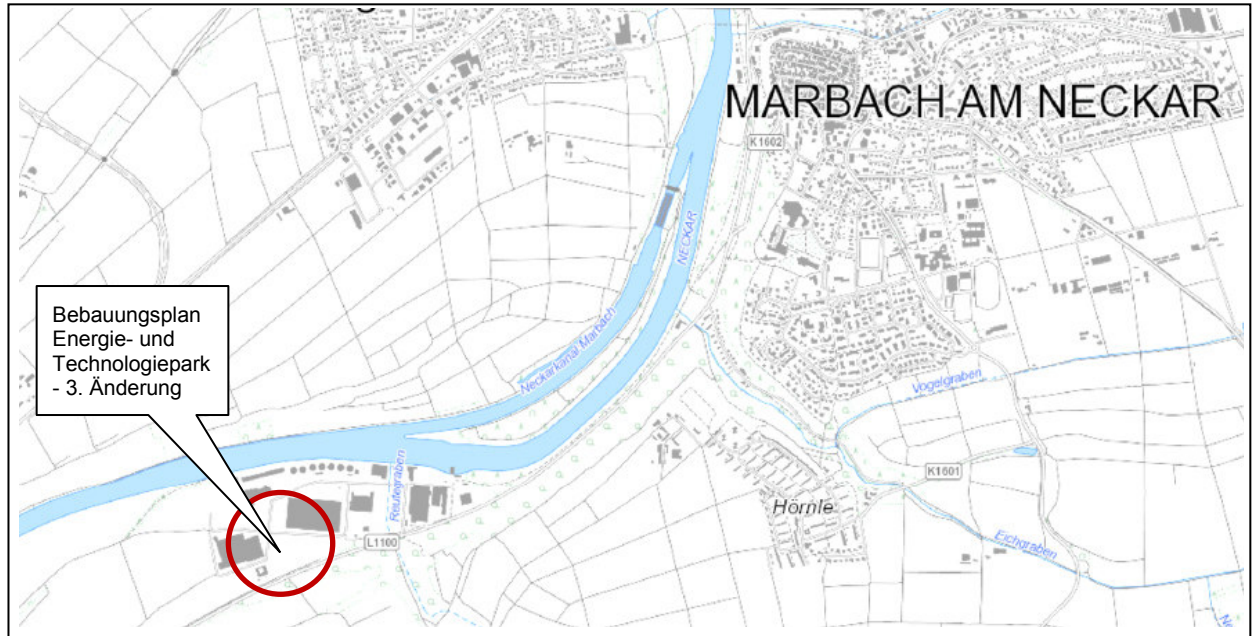 MARBACH AM NECKAR
K1602
NECKAR
Neckarkanal Marbach
Bebauungsplan
Energie- und
Technologiepark
- 3. Änderung
Vogelgraben
K1601
Hörnle
Reutegraben
L1100
Eichgraben